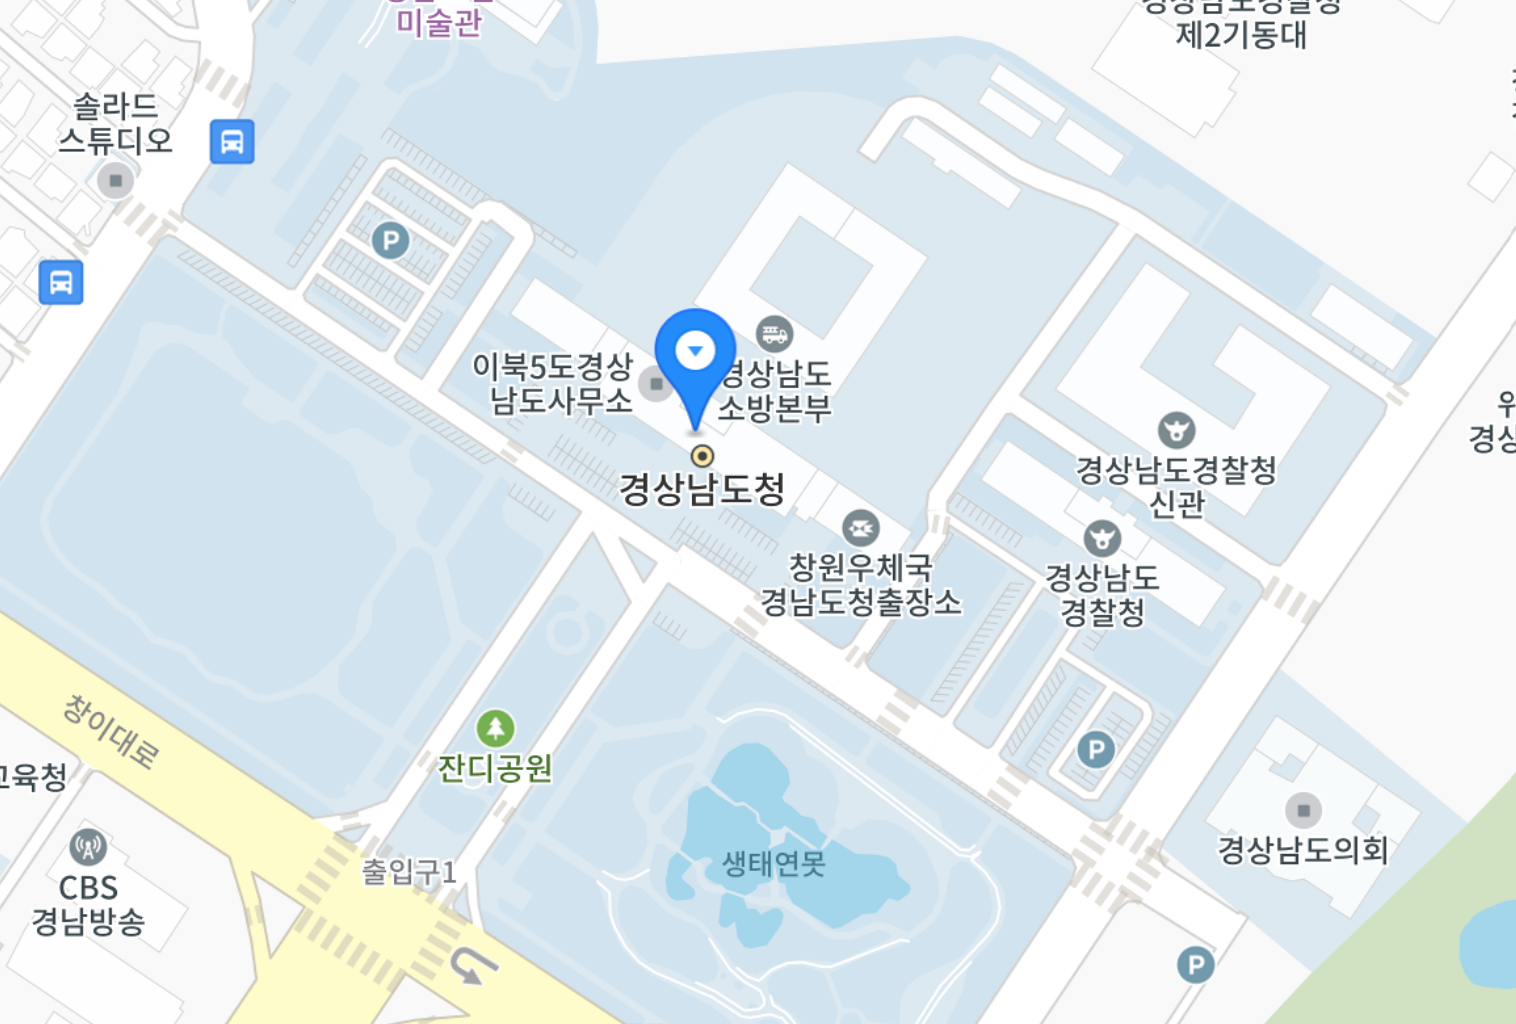 미술관
제2기동대
솔라드
스튜디오
P
이북5도경상
남도사무소
경상남도
소방본부
경상남도청
경상남도경찰청
신관
창원우체국
경남도청출장소
경상남도
경찰청
창이대로
잔디공원
P
교육청
생태연못
경상남도의회
출입구1
CBS
경남방송
P